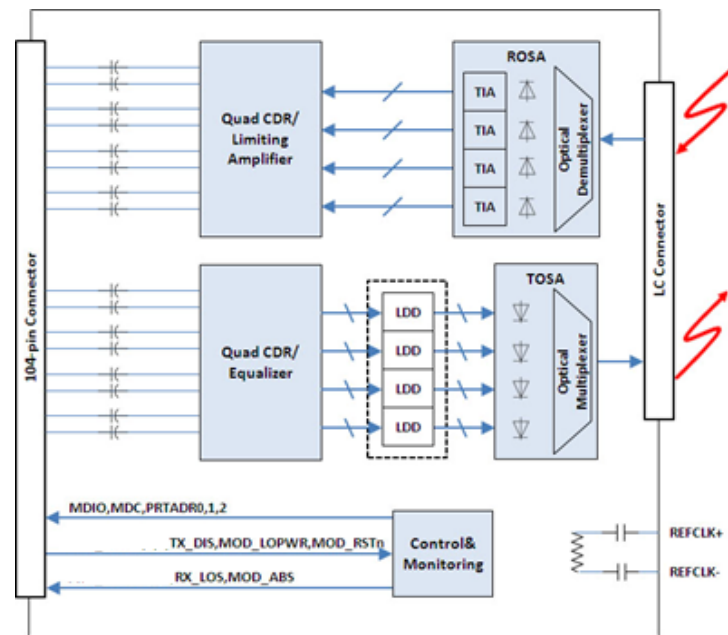 ROSA
TIA
TIA
TIA
TIA
Optical
Demultiplexer
Quad CDR/
Limiting
Amplifier
104-pin Connector
LC Connector
TOSA
LDD
LDD
LDD
LDD
Optical
Multiplexer
Quad CDR/
Equalizer
MDIO,MDC,PRTADR0,1,2
TX_DIS,MOD_LOPWR,MOD_RSTn
RX_LOS,MOD_ABS
Control&
Monitoring
REFCLK+
REFCLK-